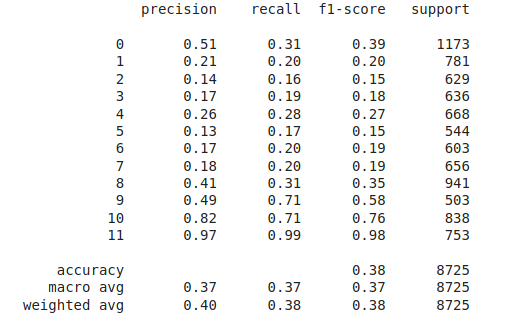 precision recall f1-score support
0 0.51 0.31 0.39 1173
1 0.21 0.20 0.20 781
2 0.14 0.16 0.15 629
3 0.17 0.19 0.18 636
4 0.26 0.28 0.27 668
5 0.13 0.17 0.15 544
6 0.17 0.20 0.19 603
7 0.18 0.20 0.19 656
8 0.41 0.31 0.35 941
9 0.49 0.71 0.58 503
10 0.82 0.71 0.76 838
11 0.97 0.99 0.98 753
accuracy 0.38 8725
macro avg 0.37 0.37 0.37 8725
weighted avg 0.40 0.38 0.38 8725